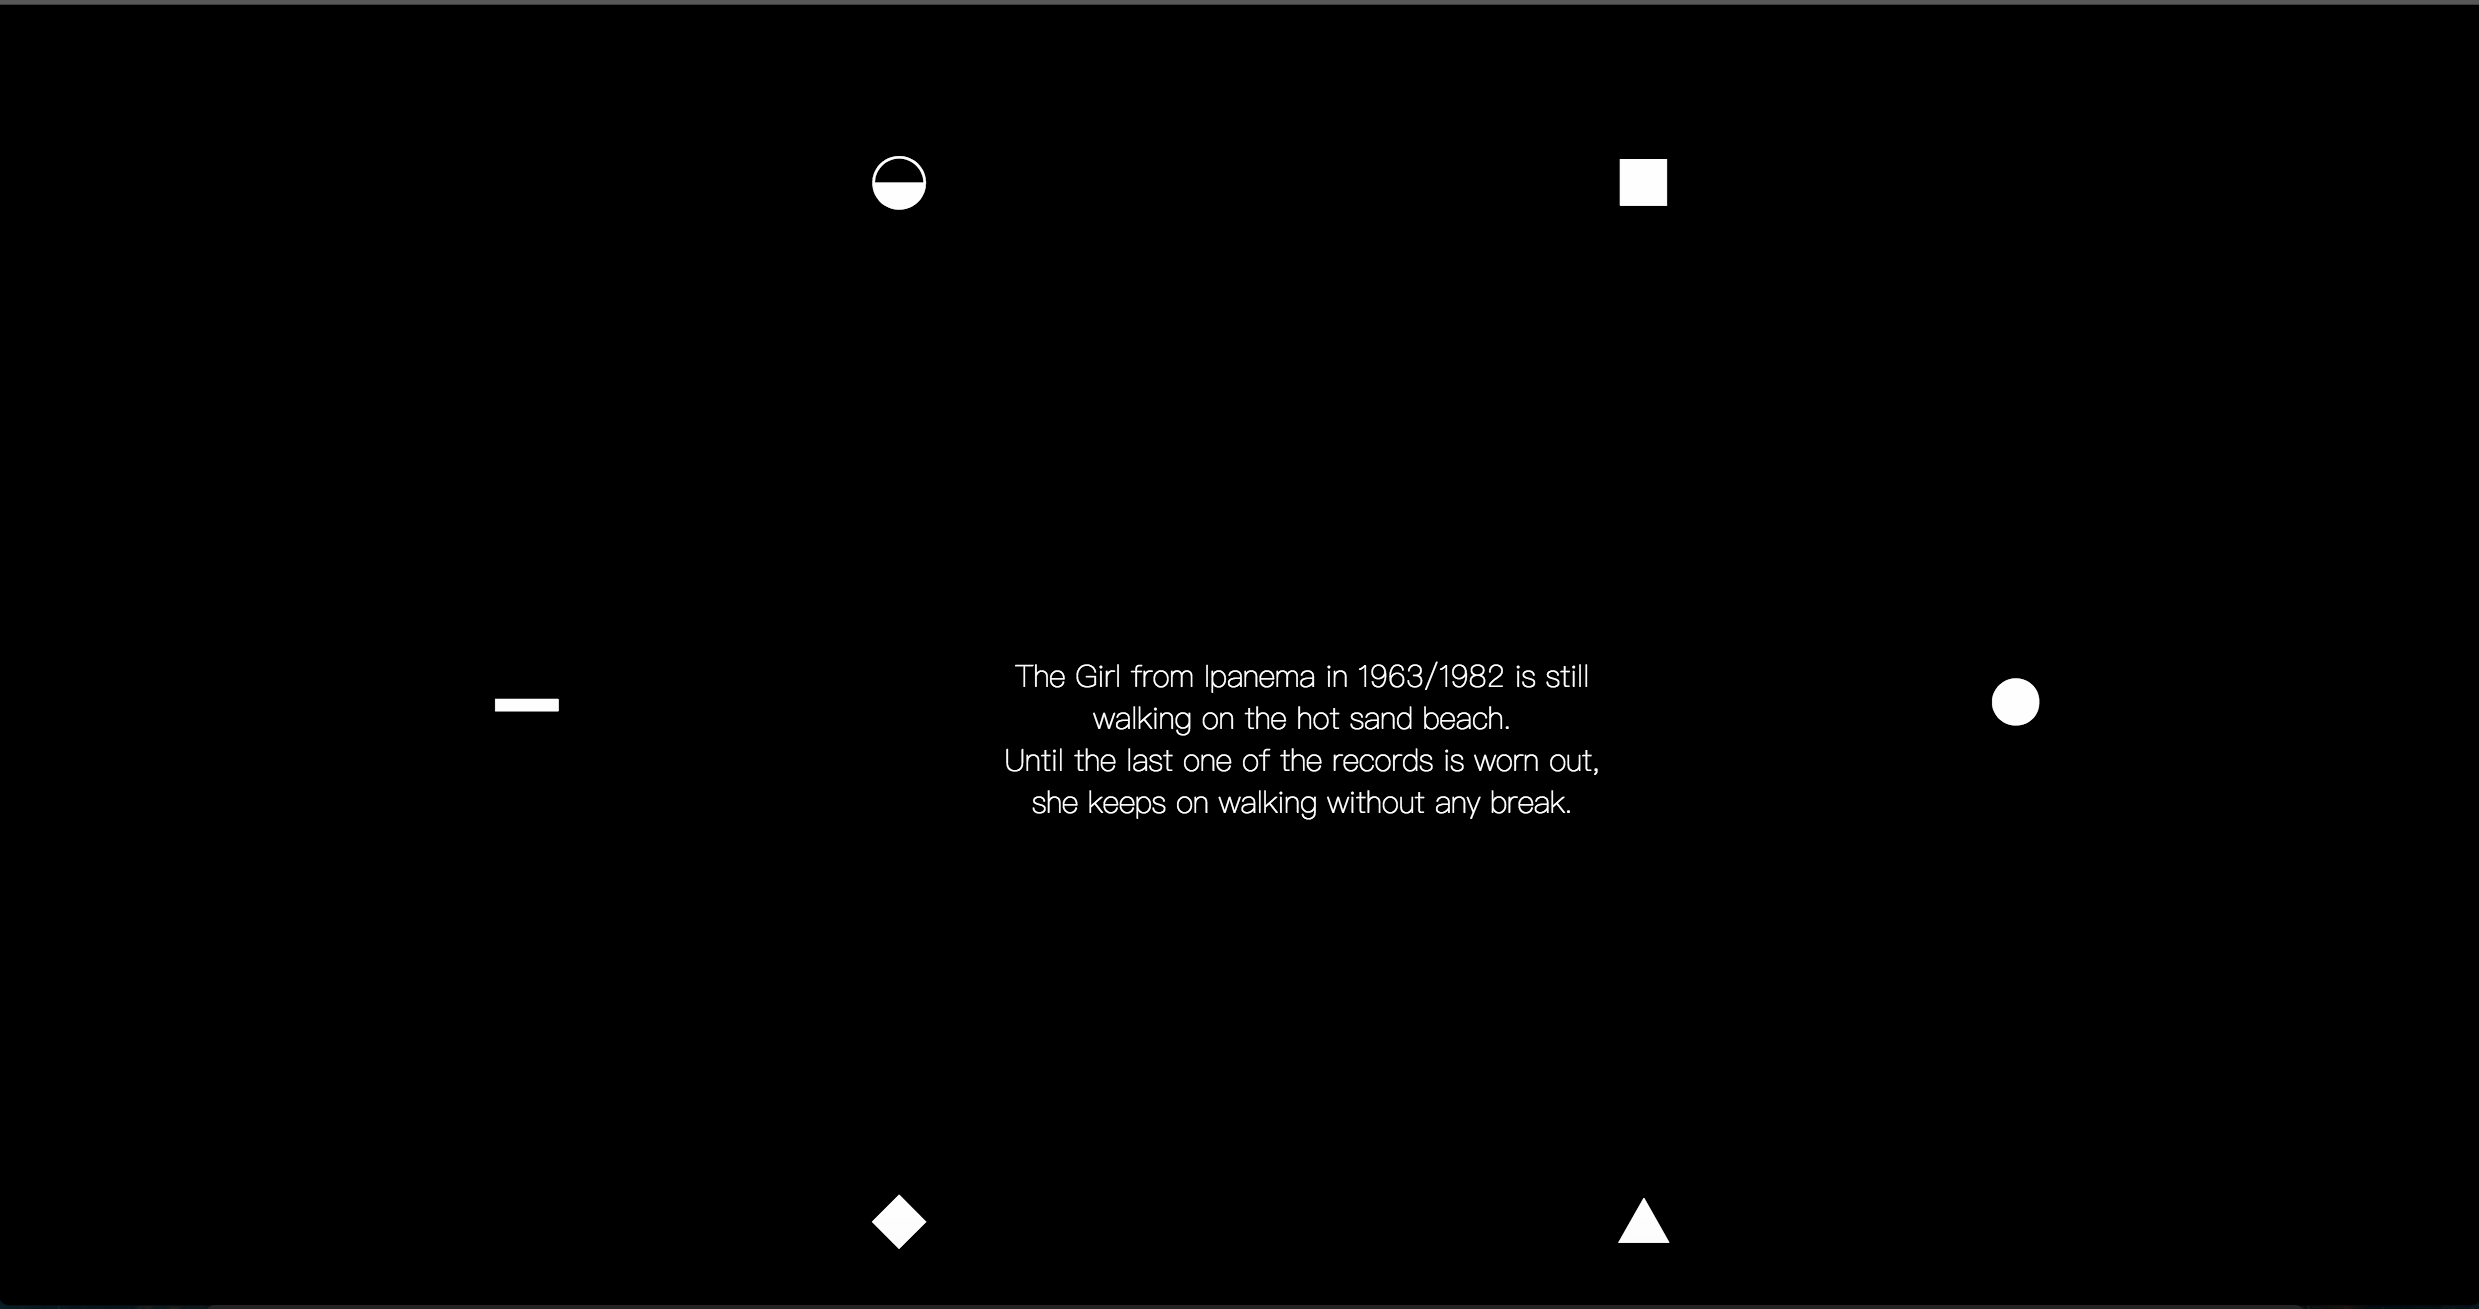 The Girl from Ipanema in 1963/1982 is still
walking on the hot sand beach.
Until the last one of the records is worn out,
she keeps on walking without any break.